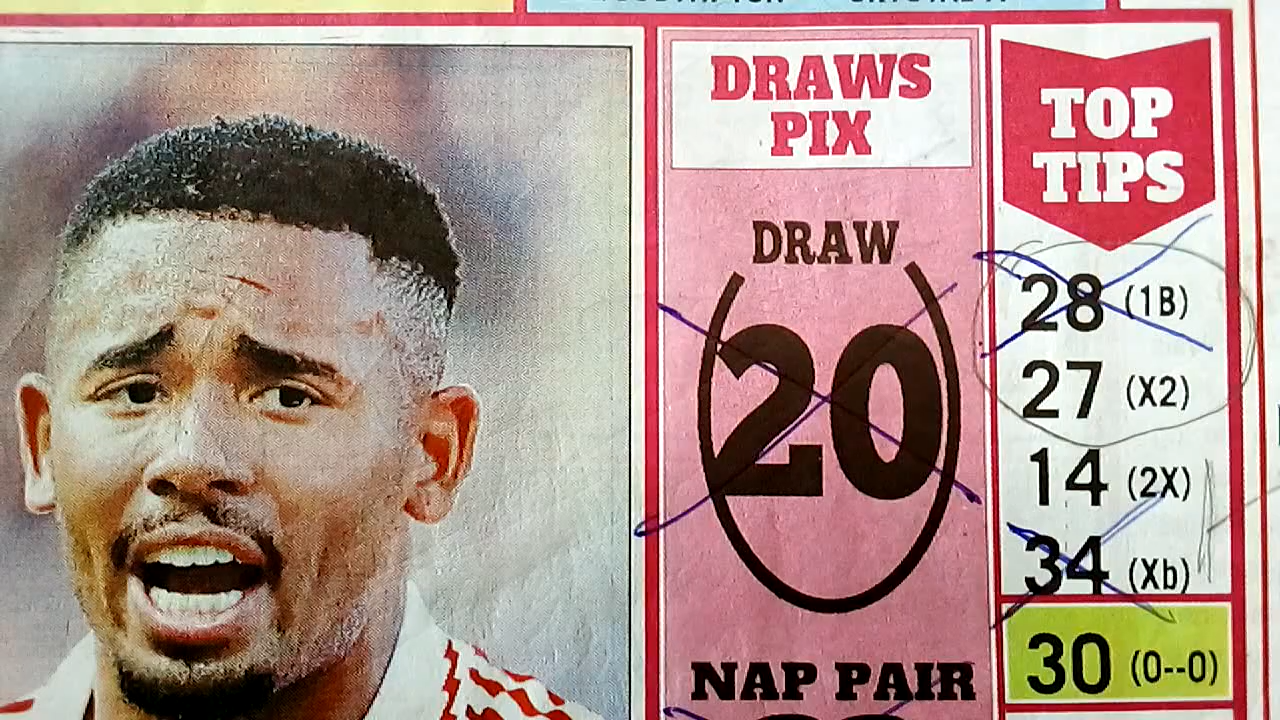 DRAWS
PIX
DRAW
20
NAP PAIR
TOP
TIPS
28 (1B)
27 (X2)
14 (2X)
34 (Xb)
30 (0--0)